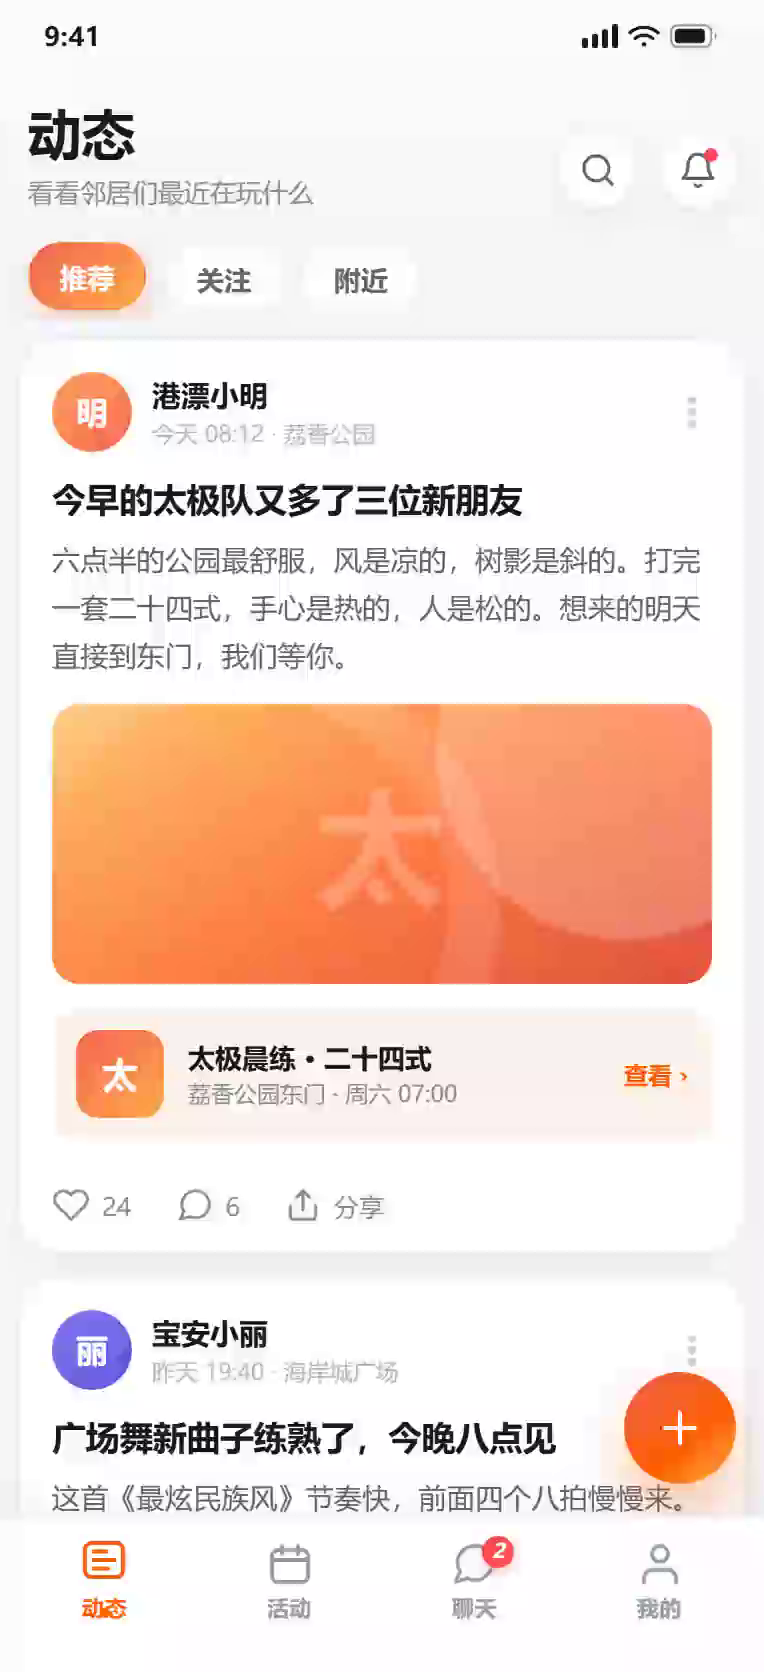 9:41
动态
看看邻居们最近在玩什么
推荐
关注
附近
明
港漂小明
今天 08:12 · 荔香公园
今早的太极队又多了三位新朋友
六点半的公园最舒服，风是凉的，树影是斜的。打完
一套二十四式，手心是热的，人是松的。想来的明天
直接到东门，我们等你。
太
太
太极晨练·二十四式
荔香公园东门 · 周六 07:00
查看 ›
24
6
分享
丽
宝安小丽
昨天 19:40 · 海岸城广场
广场舞新曲子练熟了，今晚八点见
这首《最炫民族风》节奏快，前面四个八拍慢慢来。
动态
活动
2
聊天
我的